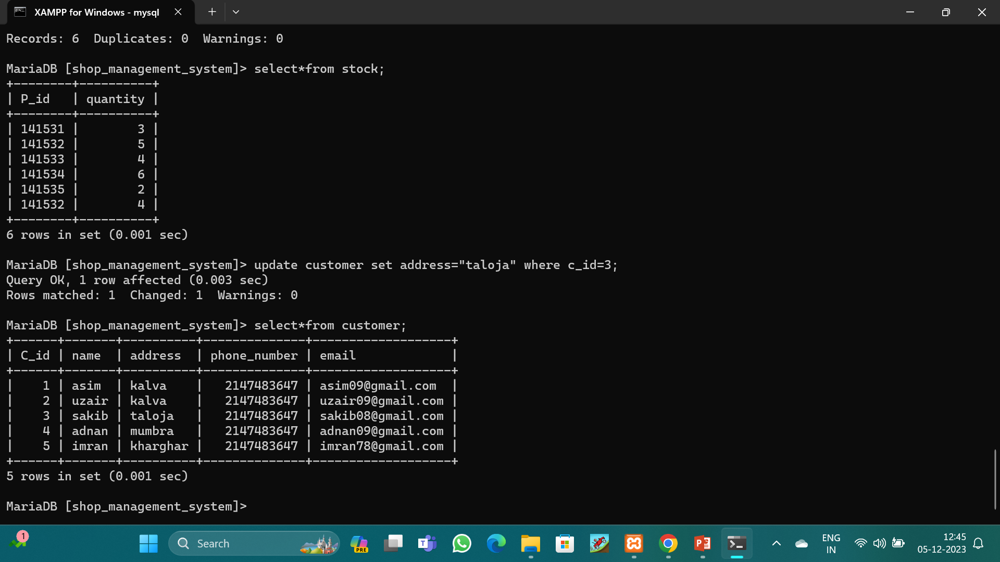 XAMPP for Windows - mysql
Records: 6  Duplicates: 0  Warnings: 0
MariaDB [shop_management_system]> select*from stock;
+--------+----------+
| P_id   | quantity |
+--------+----------+
| 141531 |        3 |
| 141532 |        5 |
| 141533 |        4 |
| 141534 |        6 |
| 141535 |        2 |
| 141532 |        4 |
+--------+----------+
6 rows in set (0.001 sec)
MariaDB [shop_management_system]> update customer set address="taloja" where c_id=3;
Query OK, 1 row affected (0.003 sec)
Rows matched: 1  Changed: 1  Warnings: 0
MariaDB [shop_management_system]> select*from customer;
+------+-------+----------+--------------+-------------------+
| C_id | name  | address  | phone_number | email             |
+------+-------+----------+--------------+-------------------+
|    1 | asim  | kalva    |   2147483647 | asim09@gmail.com  |
|    2 | uzair | kalva    |   2147483647 | uzair09@gmail.com |
|    3 | sakib | taloja   |   2147483647 | sakib08@gmail.com |
|    4 | adnan | mumbra   |   2147483647 | adnan09@gmail.com |
|    5 | imran | kharghar |   2147483647 | imran78@gmail.com |
+------+-------+----------+--------------+-------------------+
5 rows in set (0.001 sec)
MariaDB [shop_management_system]>
1
Search
PRE
T
P
ENG
IN
12:45
05-12-2023